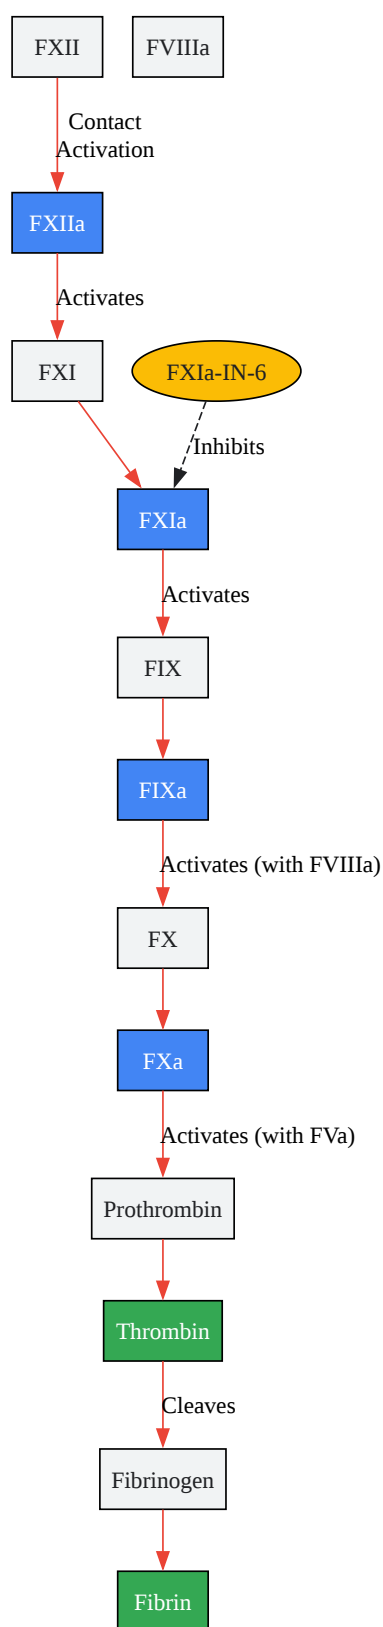 FXII
FVIIIa
Contact
Activation
FXIIa
Activates
FXI
FXIa-IN-6
Inhibits
FXIa
Activates
FIX
FIXa
Activates (with FVIIIa)
FX
FXa
Activates (with FVa)
Prothrombin
Thrombin
Cleaves
Fibrinogen
Fibrin